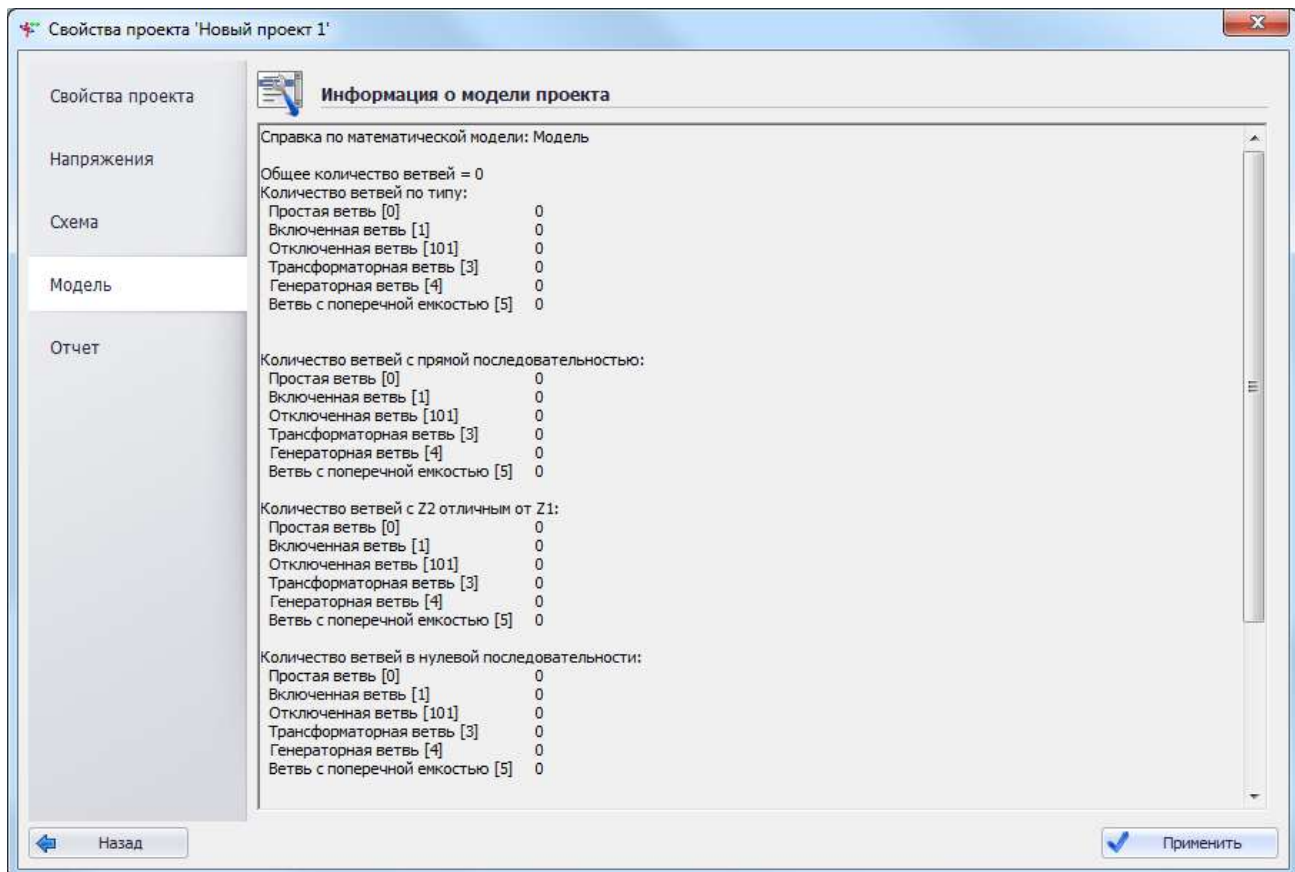 Свойства проекта 'Новый проект 1'
Свойства проекта
Напряжения
Схема
Модель
Отчет
Информация о модели проекта
Справка по математической модели: Модель
Общее количество ветвей = 0
Количество ветвей по типу:
Простая ветвь [0] 0
Включенная ветвь [1] 0
Отключенная ветвь [101] 0
Трансформаторная ветвь [3] 0
Генераторная ветвь [4] 0
Ветвь с поперечной емкостью [5] 0
Количество ветвей с прямой последовательностью:
Простая ветвь [0] 0
Включенная ветвь [1] 0
Отключенная ветвь [101] 0
Трансформаторная ветвь [3] 0
Генераторная ветвь [4] 0
Ветвь с поперечной емкостью [5] 0
Количество ветвей с Z2 отличным от Z1:
Простая ветвь [0] 0
Включенная ветвь [1] 0
Отключенная ветвь [101] 0
Трансформаторная ветвь [3] 0
Генераторная ветвь [4] 0
Ветвь с поперечной емкостью [5] 0
Количество ветвей в нулевой последовательности:
Простая ветвь [0] 0
Включенная ветвь [1] 0
Отключенная ветвь [101] 0
Трансформаторная ветвь [3] 0
Генераторная ветвь [4] 0
Ветвь с поперечной емкостью [5] 0
Назад
Применить